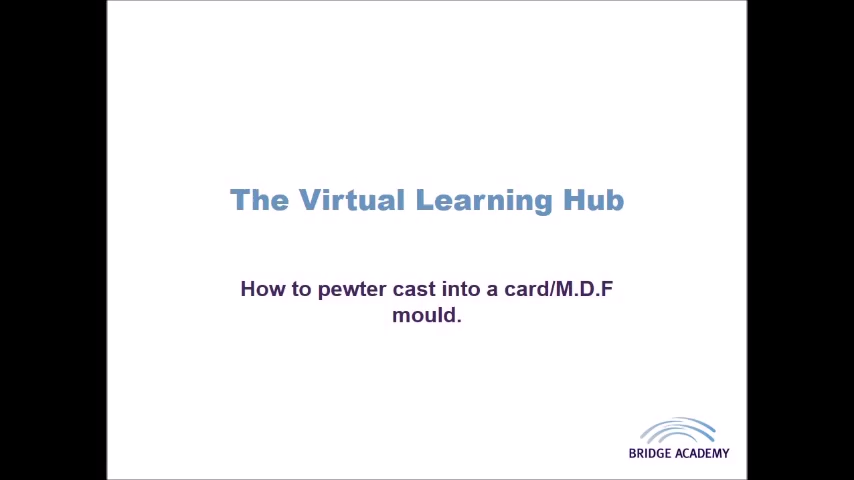 The Virtual Learning Hub
How to pewter cast into a card/M.D.F
mould.
BRIDGE ACADEMY